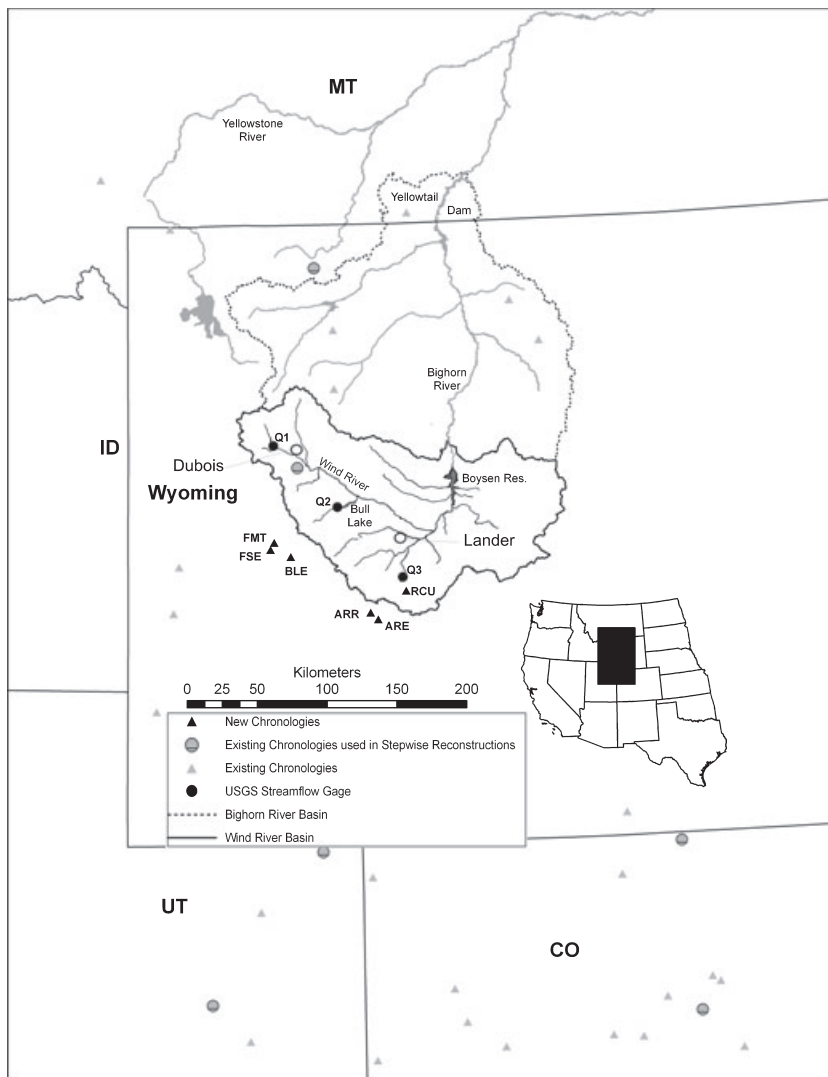 MT
Yellowstone
River
Yellowtail
Dam
Bighorn
River
ID
Q1
Dubois
Wyoming
Wind River
Boysen Res.
Q2
Bull
Lake
Lander
FMT
FSE
BLE
Q3
RCU
ARR
ARE
Kilometers
0 25 50 100 150 200
New Chronologies
Existing Chronologies used in Stepwise Reconstructions
Existing Chronologies
USGS Streamflow Gage
Bighorn River Basin
Wind River Basin
UT
CO